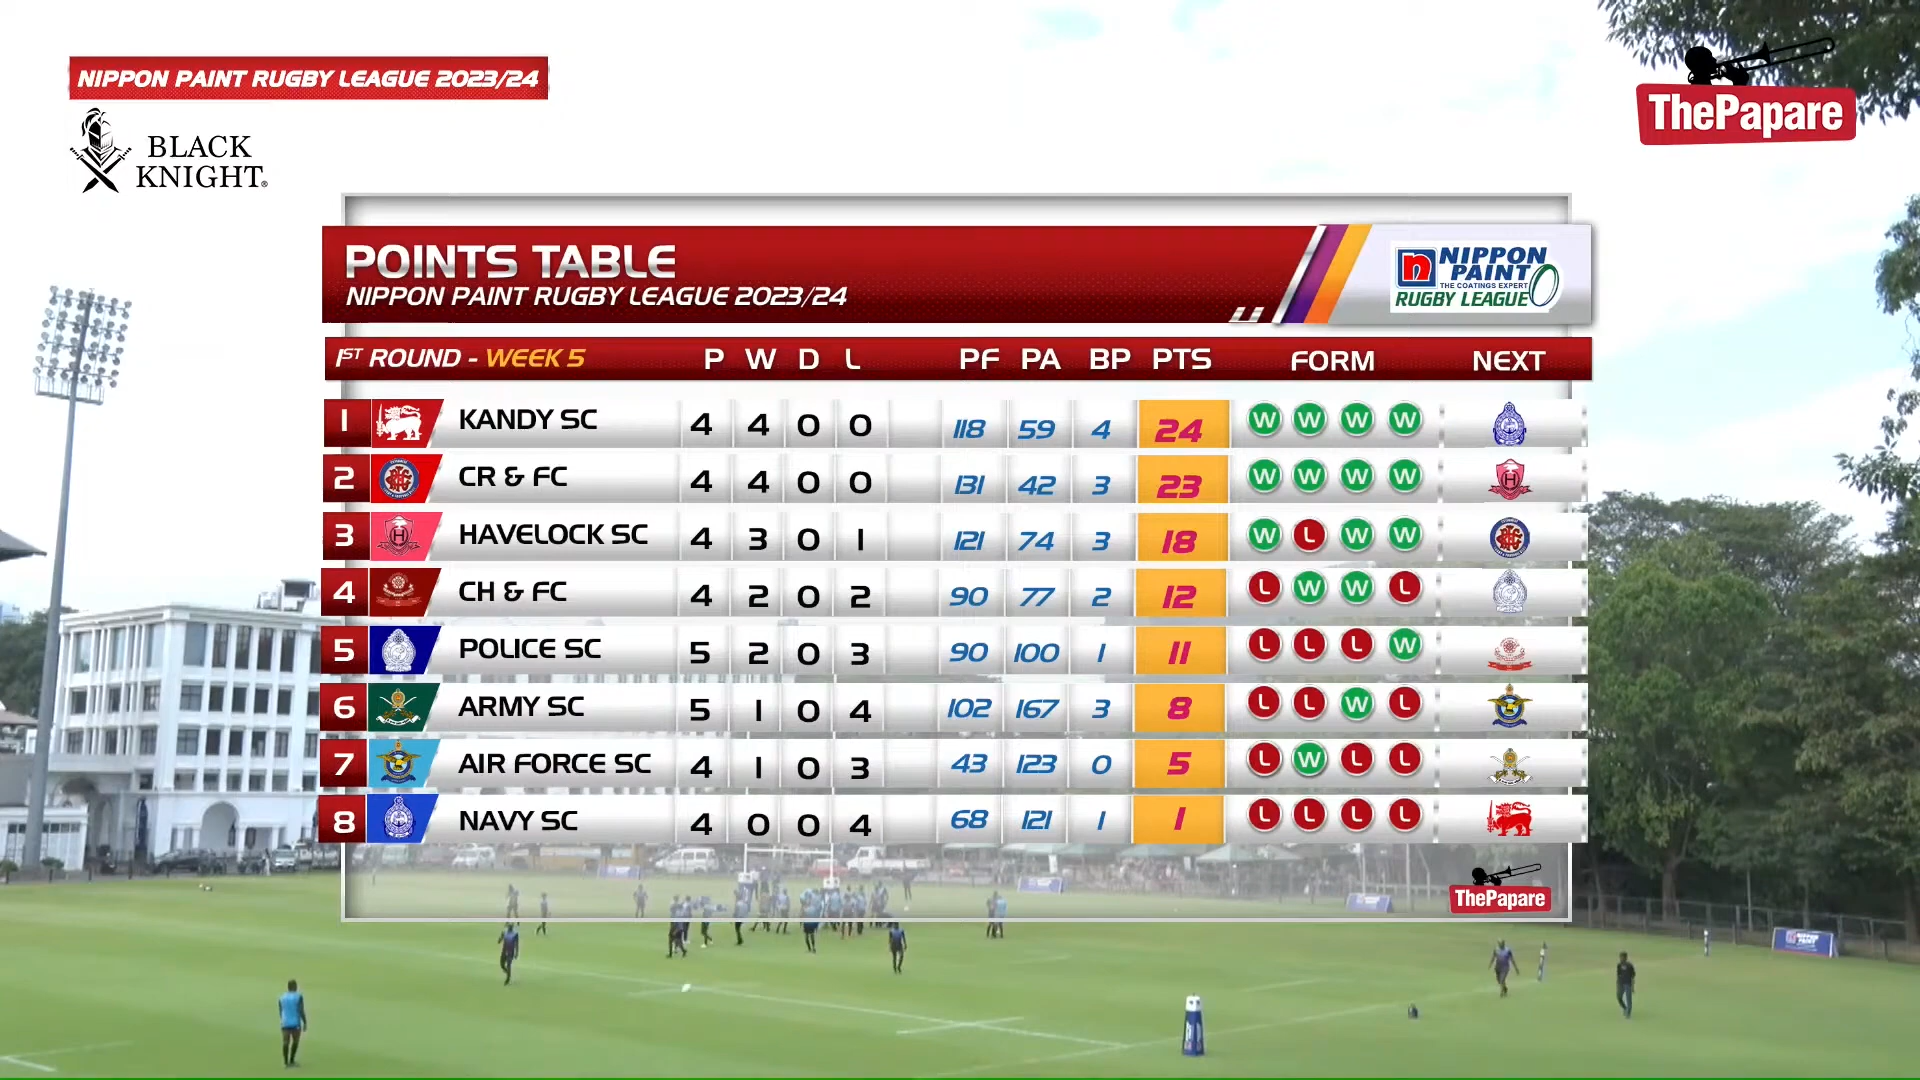 NIPPON PAINT RUGBY LEAGUE 2023/24
BLACK
KNIGHT®
ThePapare
POINTS TABLE
NIPPON PAINT RUGBY LEAGUE 2023/24
n NIPPON
PAINT
THE COATINGS EXPERT
RUGBY LEAGUE
1ST ROUND - WEEK 5 P W D L PF PA BP PTS FORM NEXT
1 KANDY SC 4 4 0 0 118 59 4 24 W W W W
2 CR & FC 4 4 0 0 131 42 3 23 W W W W H
3 H HAVELOCK SC 4 3 0 1 121 74 3 18 W L W W
4 CH & FC 4 2 0 2 90 77 2 12 L W W L
5 POLICE SC 5 2 0 3 90 100 1 11 L L L W
6 ARMY SC 5 1 0 4 102 167 3 8 L L W L
7 AIR FORCE SC 4 1 0 3 43 123 0 5 L W L L
8 NAVY SC 4 0 0 4 68 121 1 1 L L L L
ThePapare